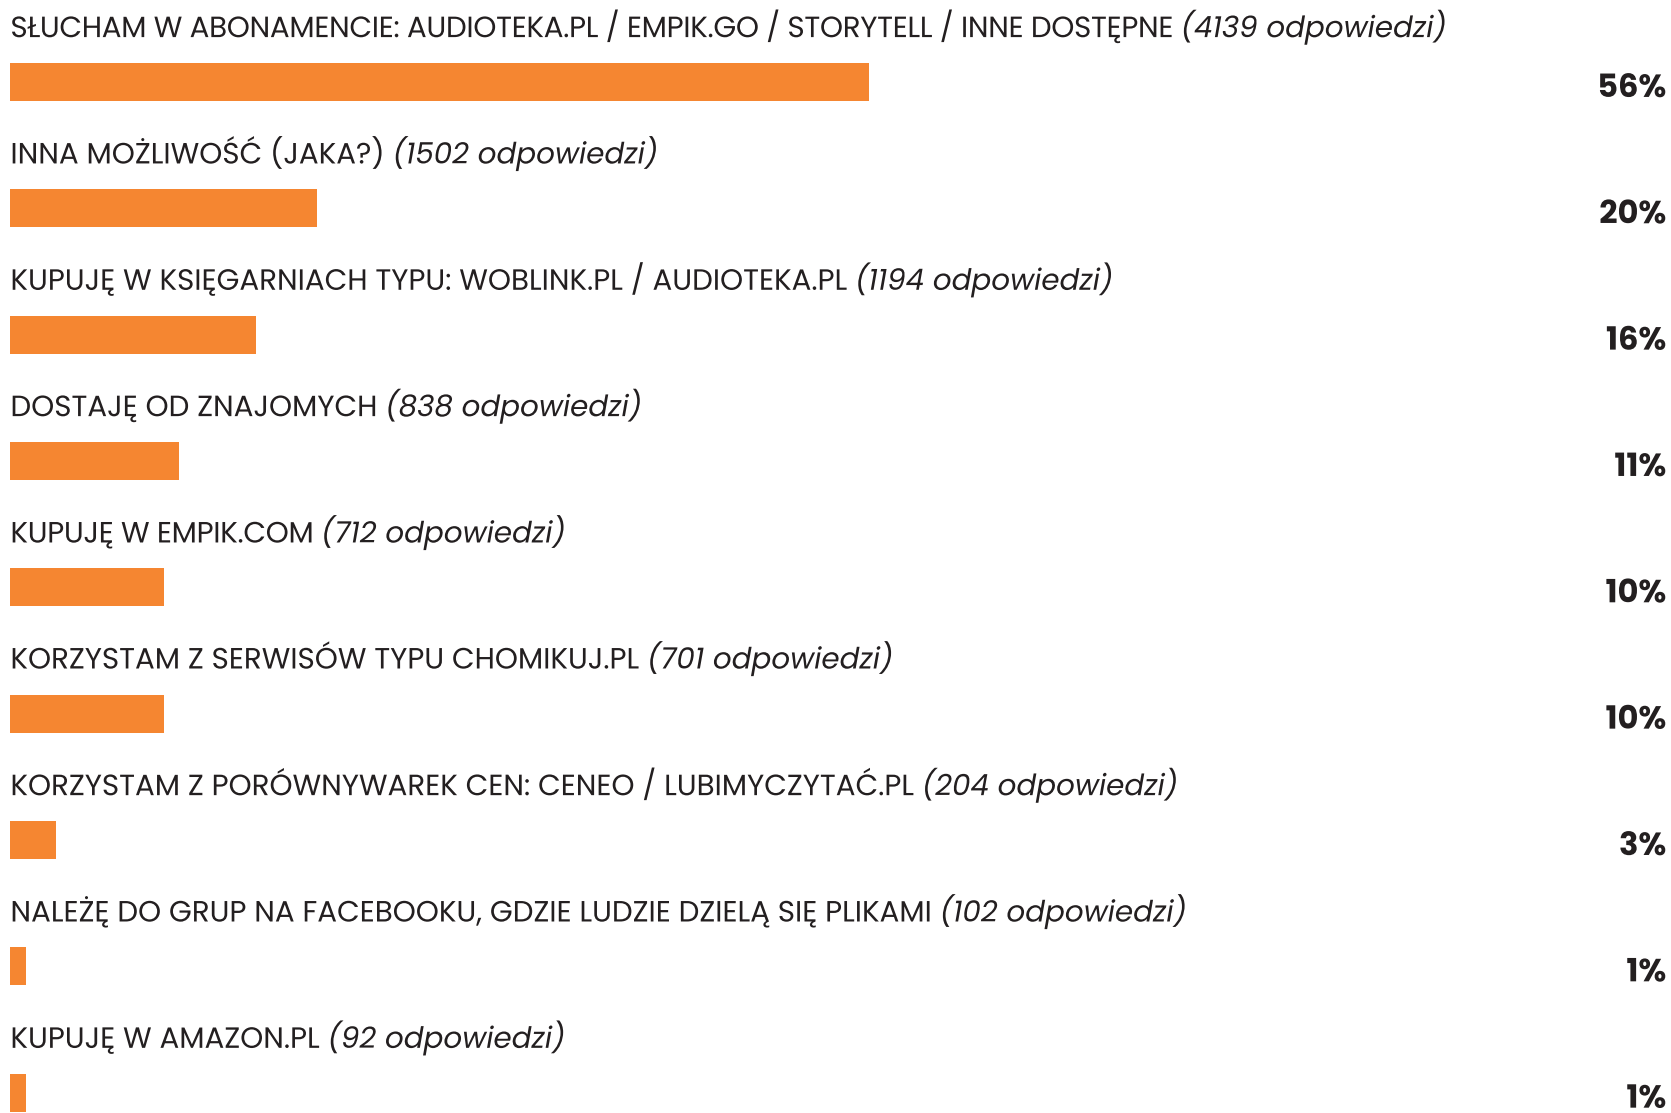 SŁUCHAM W ABONAMENCIE: AUDIOTEKA.PL / EMPIK.GO / STORYTELL / INNE DOSTĘPNE (4139 odpowiedzi)
56%
INNA MOŻLIWOŚĆ (JAKA?) (1502 odpowiedzi)
20%
KUPUJĘ W KSIĘGARNIACH TYPU: WOBLINK.PL / AUDIOTEKA.PL (1194 odpowiedzi)
16%
DOSTAJĘ OD ZNAJOMYCH (838 odpowiedzi)
11%
KUPUJĘ W EMPIK.COM (712 odpowiedzi)
10%
KORZYSTAM Z SERWISÓW TYPU CHOMIKUJ.PL (701 odpowiedzi)
10%
KORZYSTAM Z PORÓWNYWAREK CEN: CENEO / LUBIMYCZYTAĆ.PL (204 odpowiedzi)
3%
NALEŻĘ DO GRUP NA FACEBOOKU, GDZIE LUDZIE DZIELĄ SIĘ PLIKAMI (102 odpowiedzi)
1%
KUPUJĘ W AMAZON.PL (92 odpowiedzi)
1%